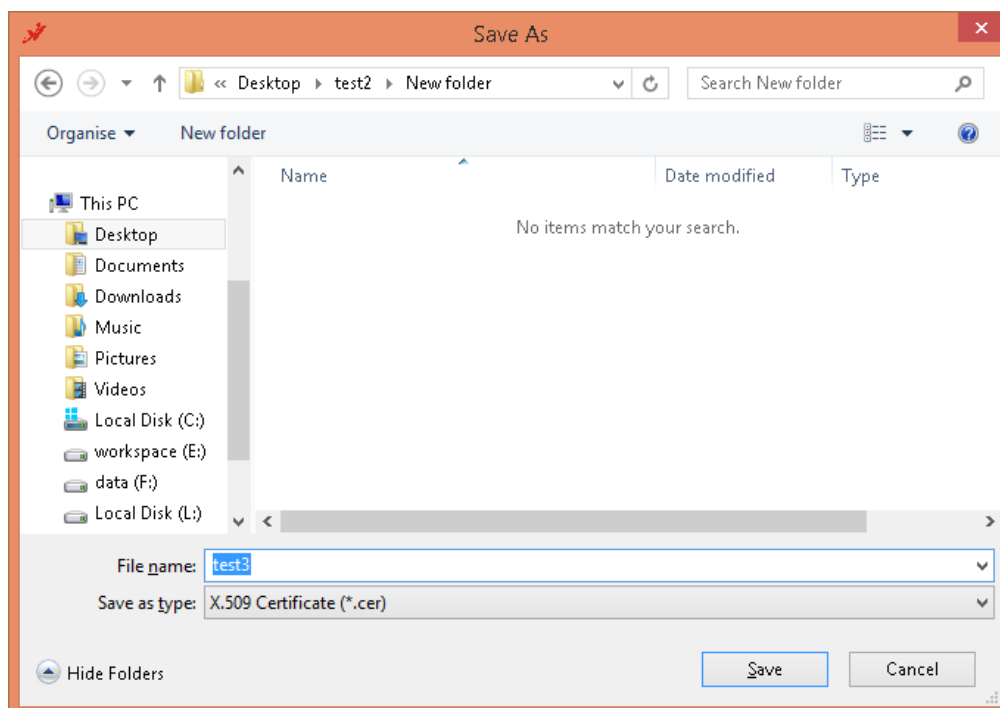 Save As
« Desktop ▸ test2 ▸ New folder
Search New folder
Organise
New folder
Name
Date modified
Type
No items match your search.
This PC
Desktop
Documents
Downloads
Music
Pictures
Videos
Local Disk (C:)
workspace (E:)
data (F:)
Local Disk (L:)
File name: test3
Save as type: X.509 Certificate (*.cer)
Hide Folders
Save
Cancel